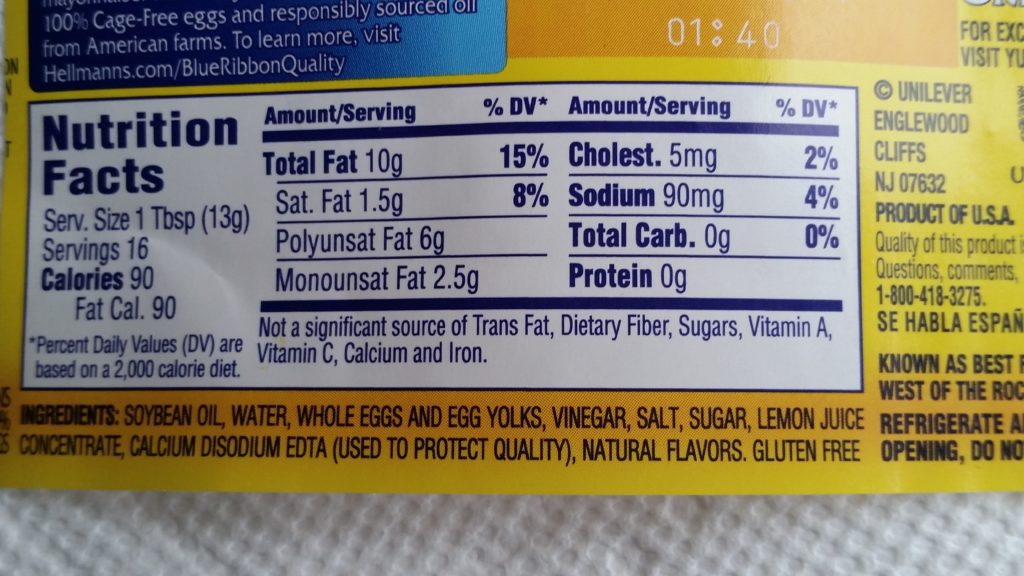 100% Cage-Free eggs and responsibly sourced oil
from American farms. To learn more, visit
Hellmanns.com/BlueRibbonQuality
01:40
FOR
VISIT
Nutrition
Facts
Serv. Size 1 Tbsp (13g)
Servings 16
Calories 90
Fat Cal. 90
*Percent Daily Values (DV) are
based on a 2,000 calorie diet.
Amount/Serving % DV*
Total Fat 10g 15%
Sat. Fat 1.5g 8%
Polyunsat Fat 6g
Monounsat Fat 2.5g
Amount/Serving % DV*
Cholest. 5mg 2%
Sodium 90mg 4%
Total Carb. 0g 0%
Protein 0g
Not a significant source of Trans Fat, Dietary Fiber, Sugars, Vitamin A,
Vitamin C, Calcium and Iron.
INGREDIENTS: SOYBEAN OIL, WATER, WHOLE EGGS AND EGG YOLKS, VINEGAR, SALT, SUGAR, LEMON JUICE
CONCENTRATE, CALCIUM DISODIUM EDTA (USED TO PROTECT QUALITY), NATURAL FLAVORS. GLUTEN FREE
© UNILEVER
ENGLEWOOD
CLIFFS
NJ 07632
PRODUCT OF U.S.A.
Quality of this product
Questions, comments,
1-800-418-3275.
SE HABLA ESPAÑ
KNOWN AS BEST
WEST OF THE ROC
REFRIGERATE
OPENING, DO NO